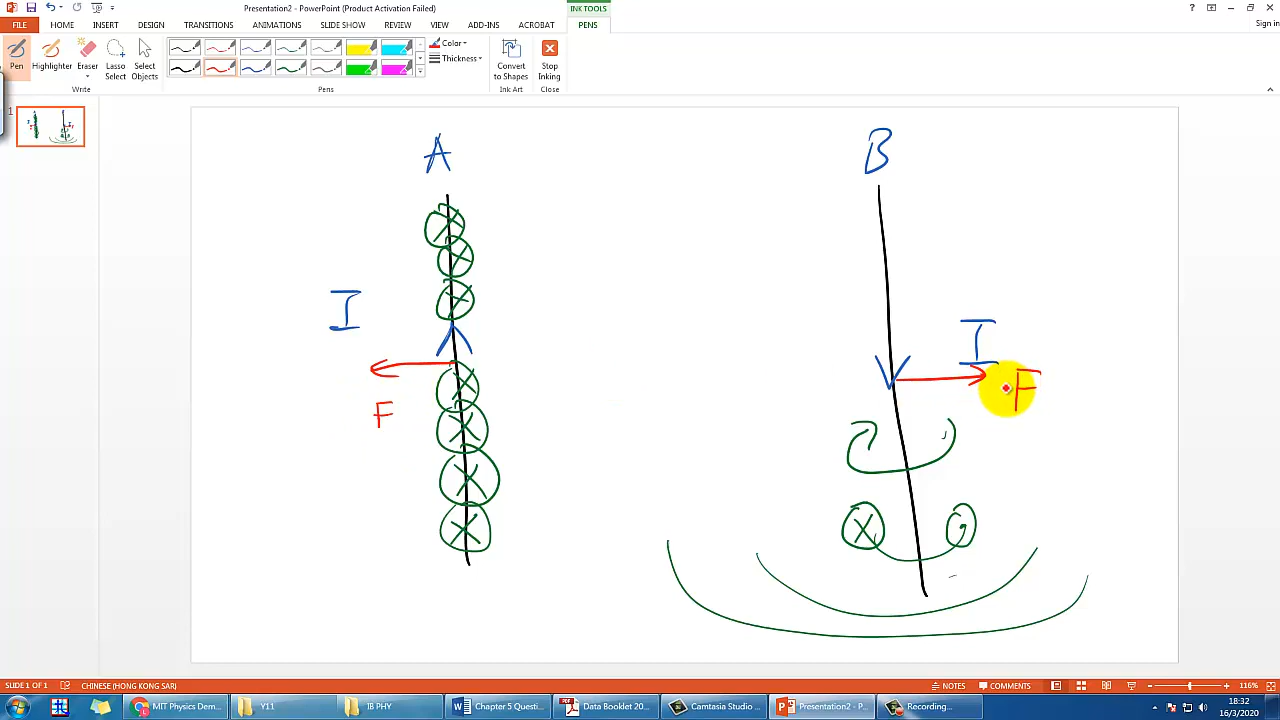 Presentation2 - PowerPoint (Product Activation Failed)
INK TOOLS
FILE
HOME
INSERT
DESIGN
TRANSITIONS
ANIMATIONS
SLIDE SHOW
REVIEW
VIEW
ADD-INS
ACROBAT
PENS
Sign in
Pen
Highlighter
Eraser
Lasso
Select
Select
Objects
Color
Thickness
Convert
to Shapes
Stop
Inking
Write
Pens
Ink Art
Close
1
A
B
I
I
F
F
SLIDE 1 OF 1
CHINESE (HONG KONG SAR)
NOTES
COMMENTS
116%
MIT Physics Dem...
Y11
IB PHY
Chapter 5 Questi...
Data Booklet 20...
Camtasia Studio ...
Presentation2 - P...
Recording...
18:32
16/3/2020